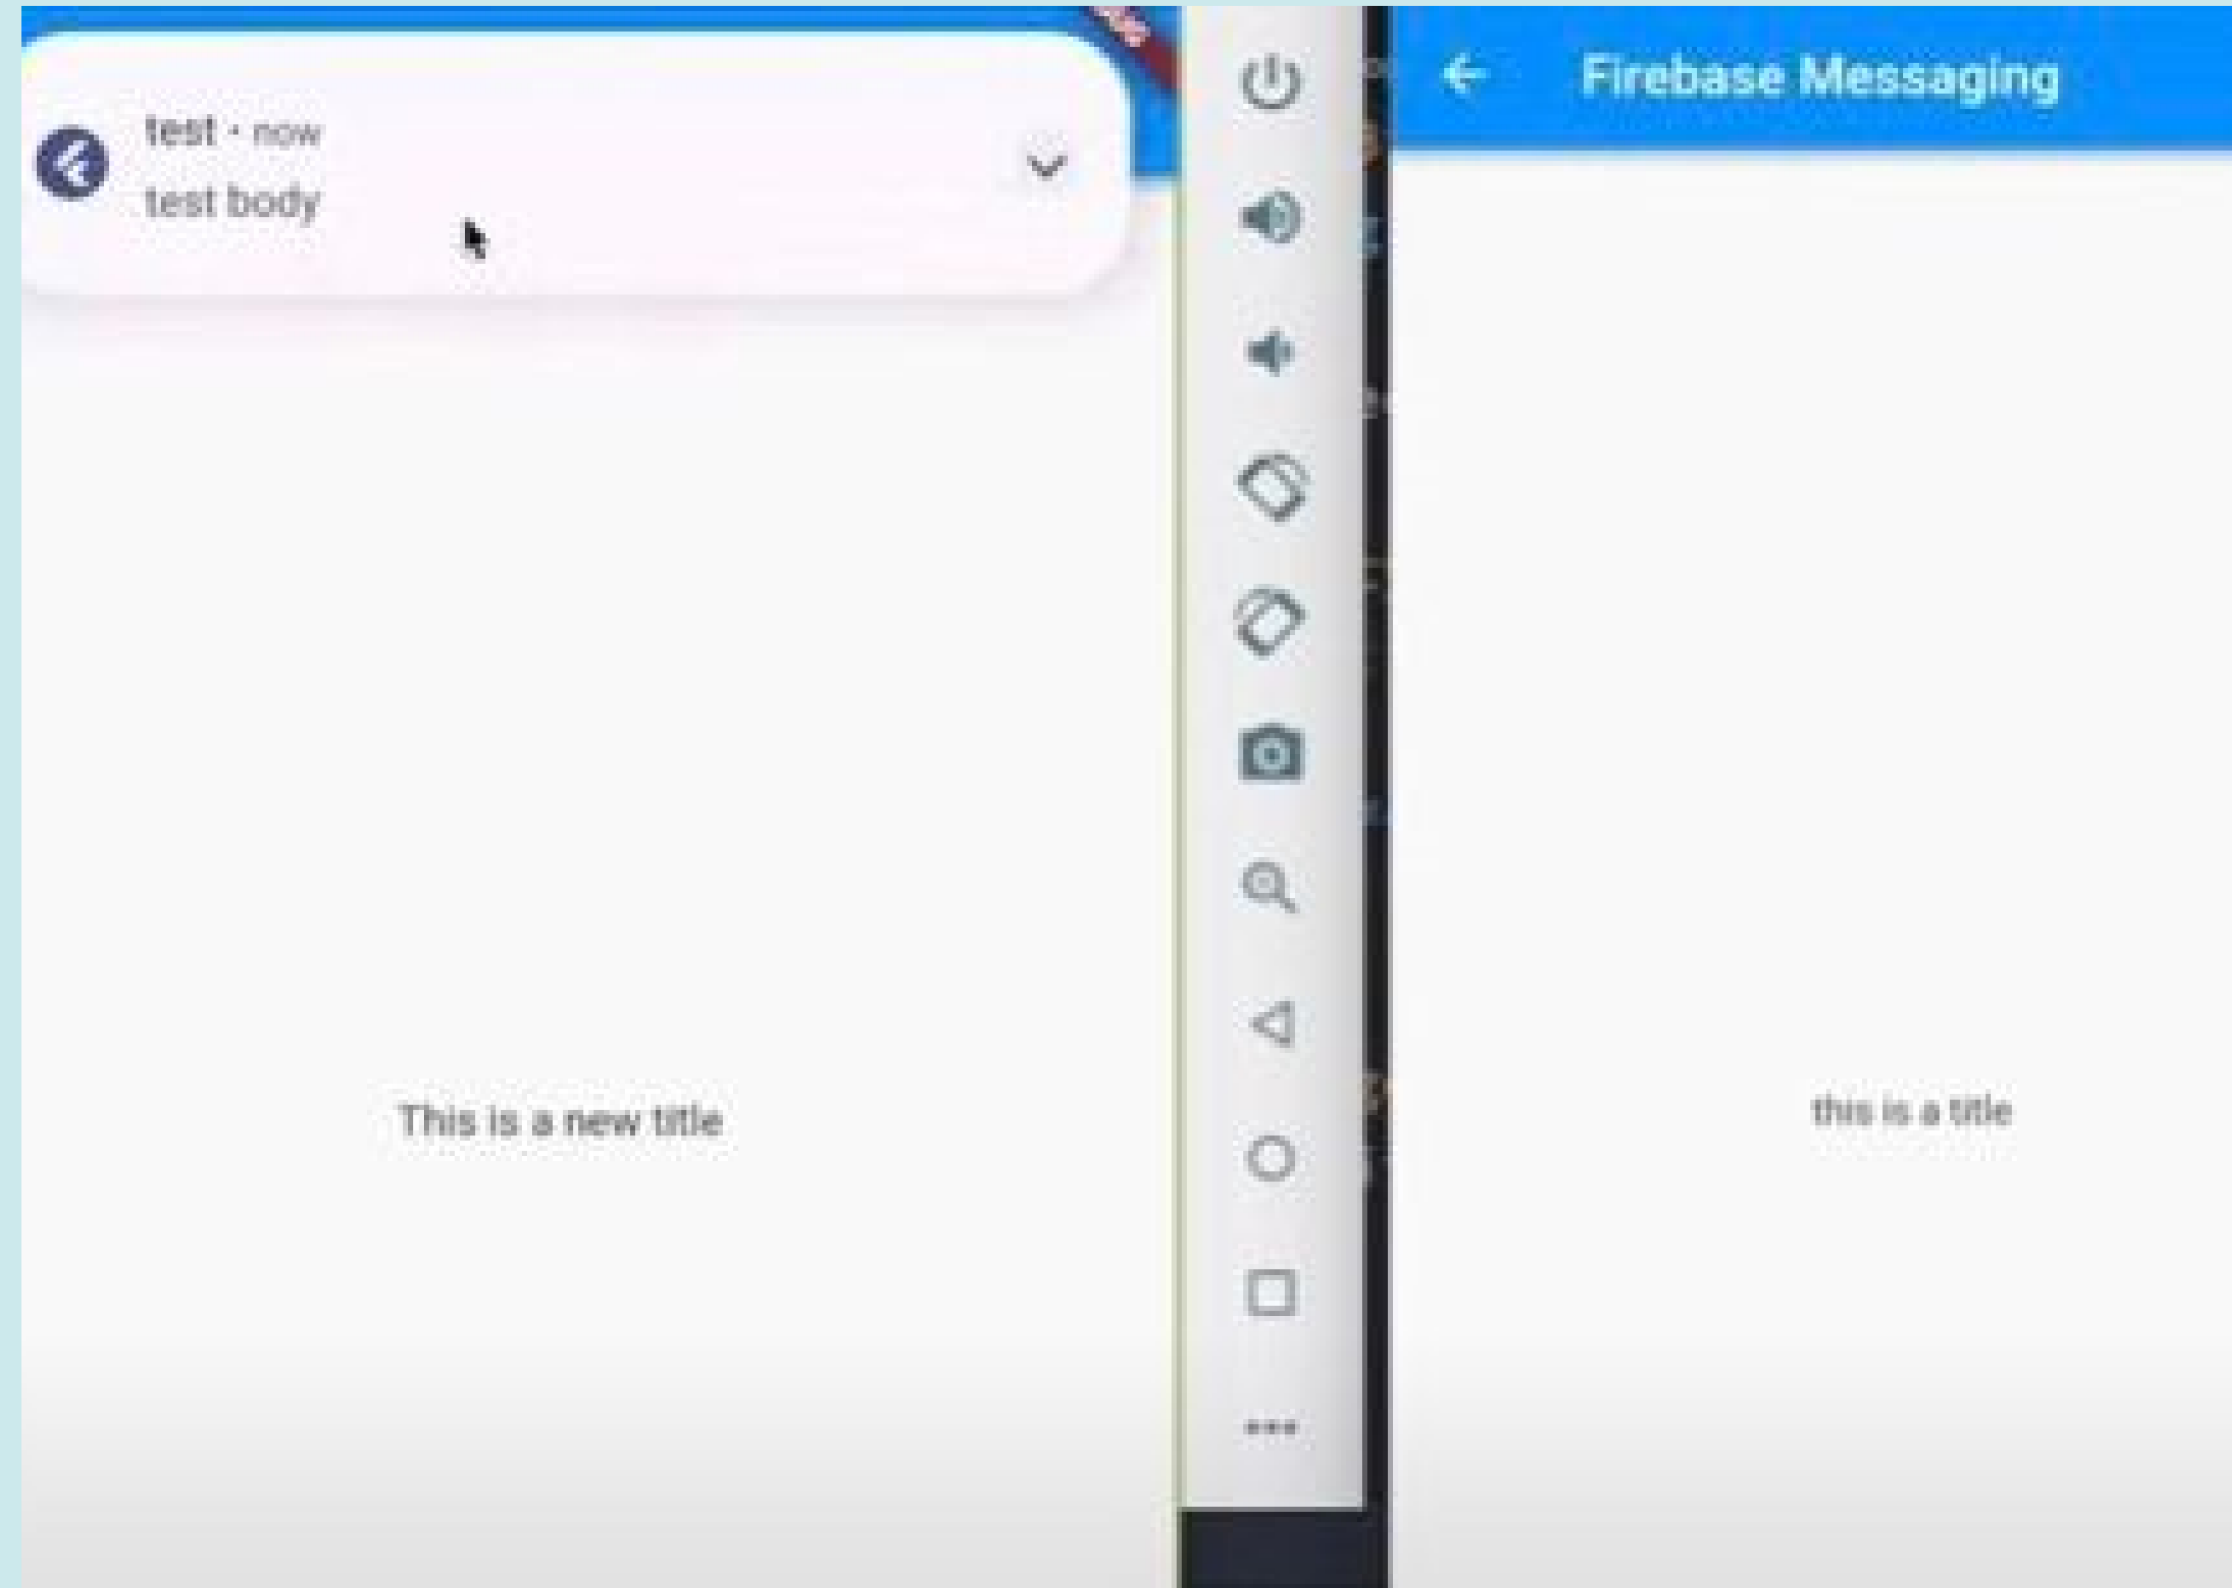 test • now
test body
This is a new title
Firebase Messaging
this is a title